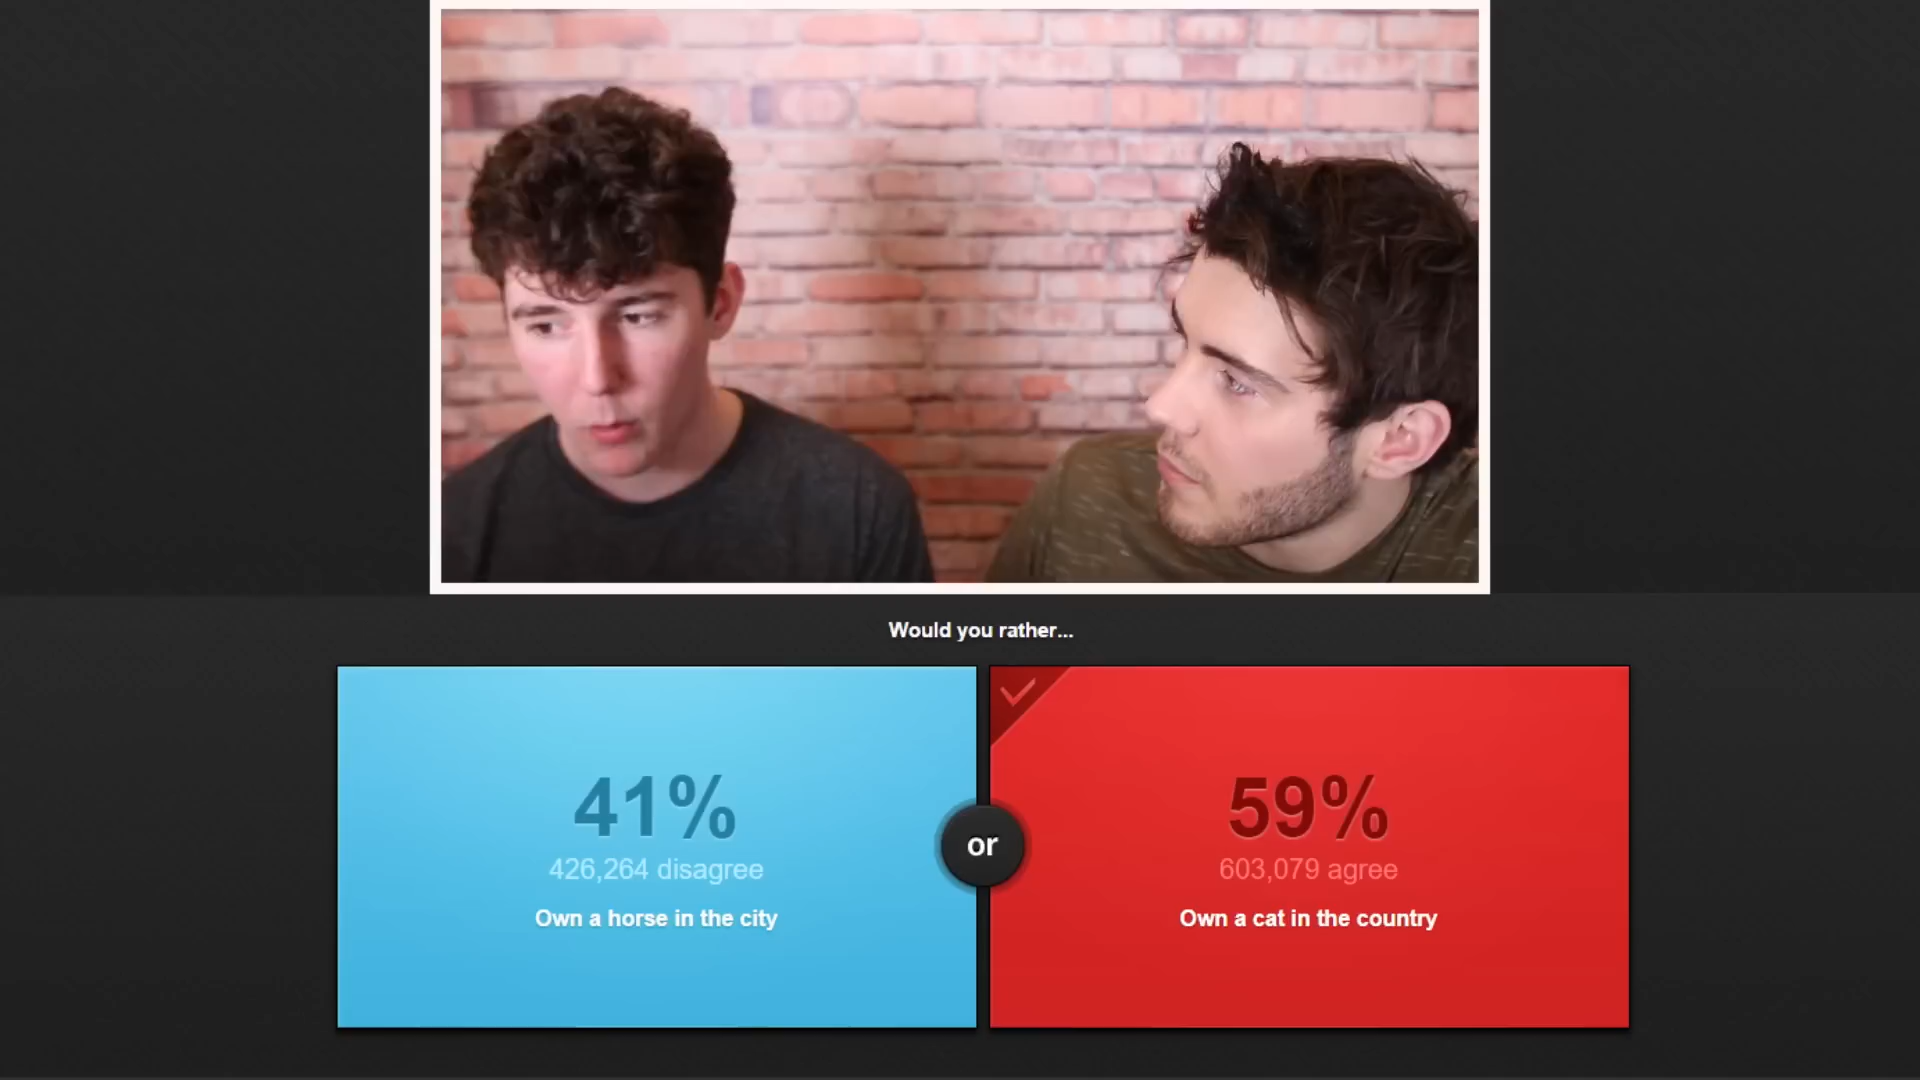 Would you rather...
41%
426,264 disagree
Own a horse in the city
or
59%
603,079 agree
Own a cat in the country